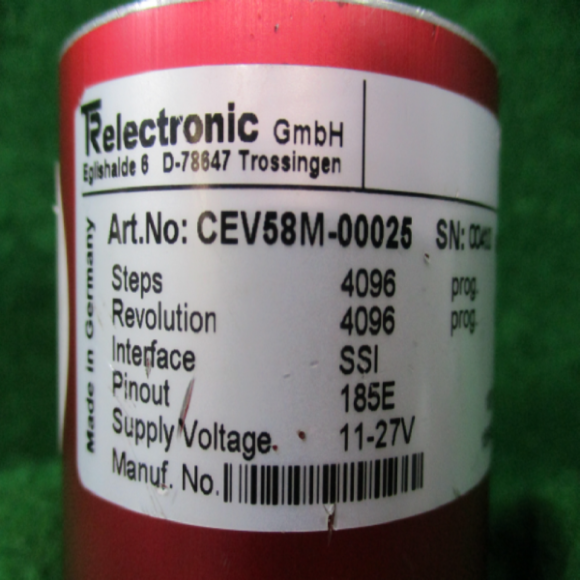 TRelectronic GmbH
Eglishalde 6 D-78647 Trossingen
Made in Germany
Art.No: CEV58M-00025 SN:
Steps 4096 prog.
Revolution 4096 prog.
Interface SSI
Pinout 185E
Supply Voltage 11-27V
Manuf. No.